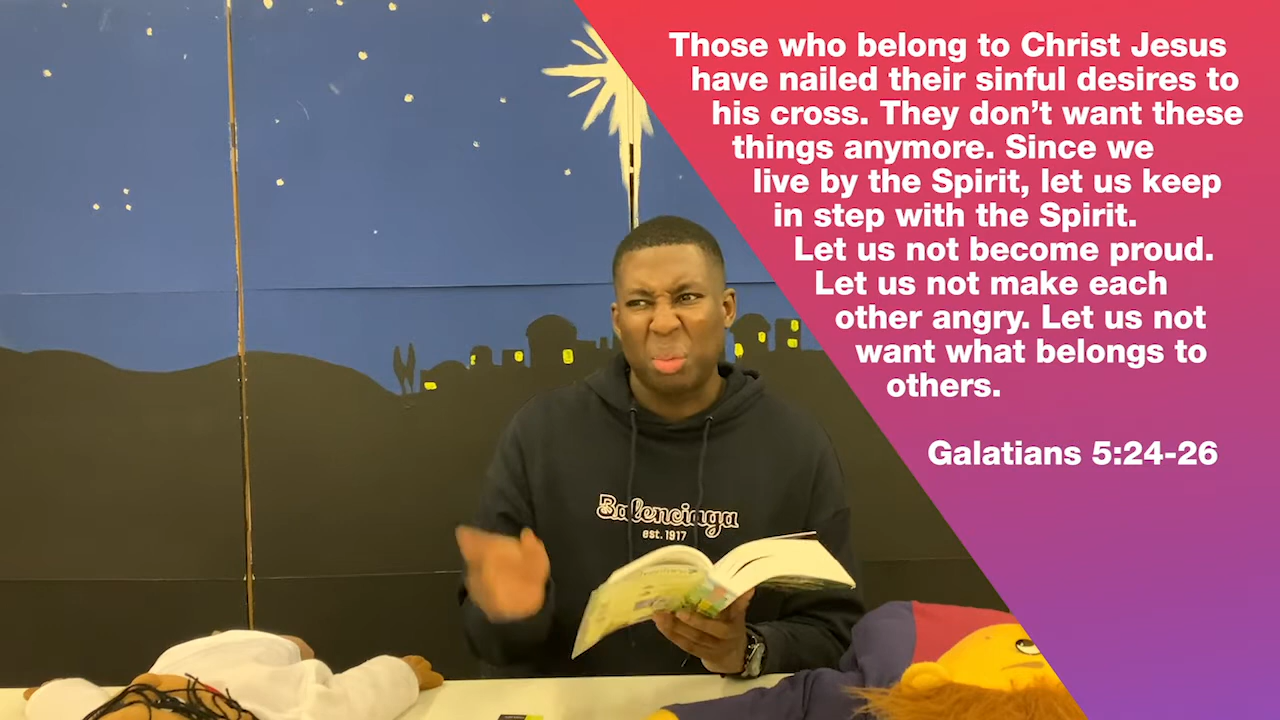 Those who belong to Christ Jesus
have nailed their sinful desires to
his cross. They don’t want these
things anymore. Since we
live by the Spirit, let us keep
in step with the Spirit.
Let us not become proud.
Let us not make each
other angry. Let us not
want what belongs to
others.
Galatians 5:24-26
Balenciaga
est. 1917